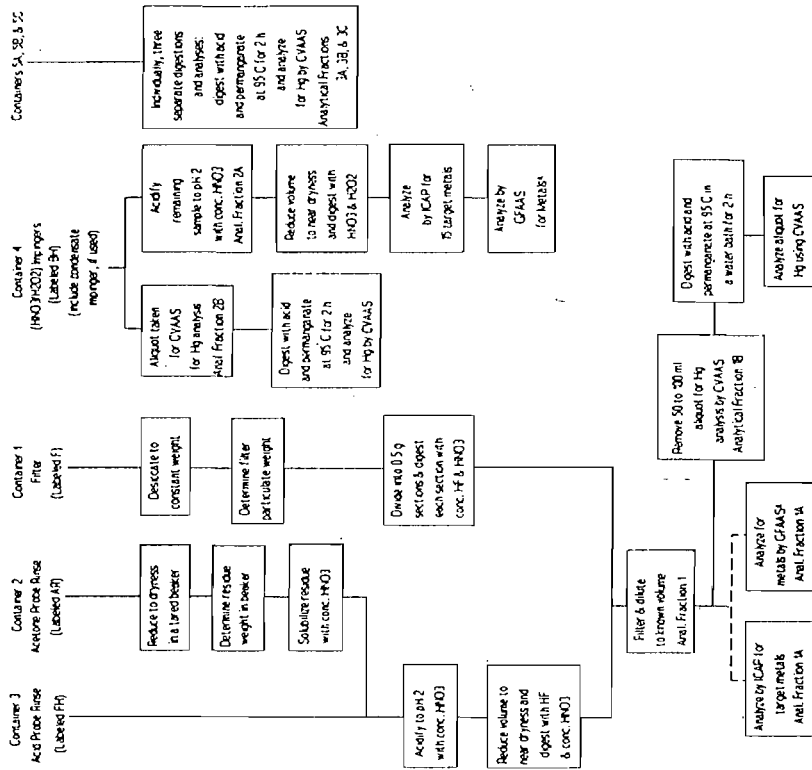 Container 3
Acid Probe Rinse
(Labeled FH)
Container 2
Acetone Probe Rinse
(Labeled AR)
Container 1
Filter
(Labeled F)
Container 4
(HNO3/H2O2) Impingers
(Labeled BH)
(include condensate
impinger, if used)
Containers 5A, 5B, & 5C
Reduce to dryness
in a tared beaker
Determine residue
weight in beaker
Solubilize residue
with conc. HNO3
Desiccate to
constant weight
Determine filter
particulate weight
Divide into 0.5 g
sections & digest
each section with
conc. HF & HNO3
Aliquot taken
for CVAAS
for Hg analysis
Anal. Fraction 2B
Digest with acid
and permanganate
at 95 C for 2 h
and analyze
for Hg by CVAAS
Acidify
remaining
sample to pH 2
with conc. HNO3
Anal. Fraction 2A
Reduce volume
to near dryness
and digest with
HNO3 & H2O2
Analyze
by ICAP for
15 target metals
Analyze by
GFAAS
for Metals*
Individually, three
separate digestions
and analyses:
digest with acid
and permanganate
at 95 C for 2 h
and analyze
for Hg by CVAAS
Analytical Fractions
3A, 3B, & 3C
Acidify to pH 2
with conc. HNO3
Reduce volume to
near dryness and
digest with HF
& conc. HNO3
Filter & dilute
to known volume
Anal. Fraction 1
Remove 50 to 100 ml
aliquot for Hg
analysis by CVAAS
Analytical Fraction 1B
Digest with acid and
permanganate at 95 C in
a water bath for 2 h
Analyze aliquot for
Hg using CVAAS
Analyze by ICAP for
target metals
Anal. Fraction 1A
Analyze for
metals by GFAAS*
Anal. Fraction 1A